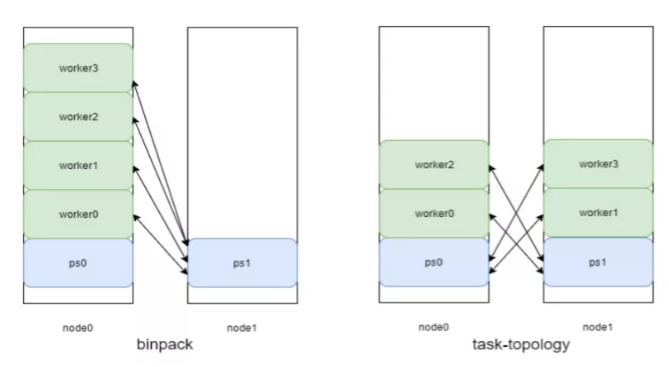 worker3
worker2
worker1
worker0
ps0
ps1
node0
node1
binpack
worker2
worker3
worker0
worker1
ps0
ps1
node0
node1
task-topology